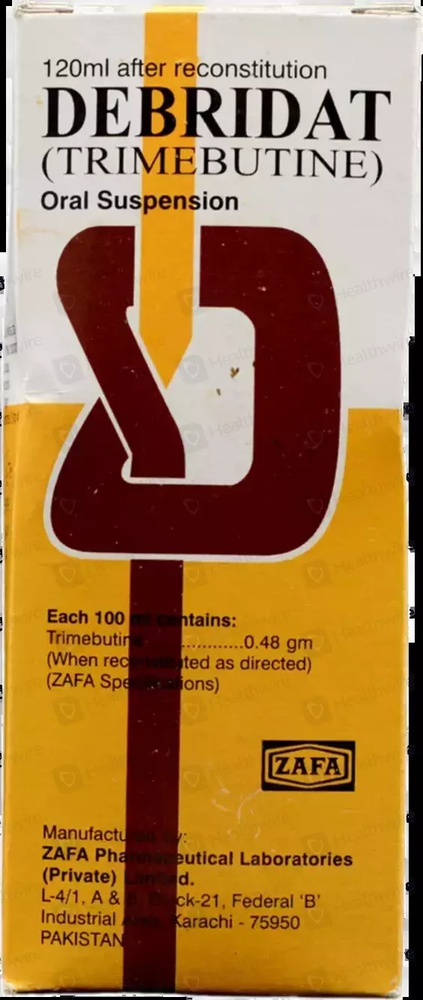 120ml after reconstitution
DEBRIDAT
(TRIMEBUTINE)
Oral Suspension
Each 100 ml contains:
Trimebutine ............0.48 gm
(When reconstituted as directed)
(ZAFA Specifications)
ZAFA
Manufactured by:
ZAFA Pharmaceutical Laboratories
(Private) Limited.
L-4/1, A & B, Block-21, Federal 'B'
Industrial Area, Karachi - 75950
PAKISTAN
Healthwire